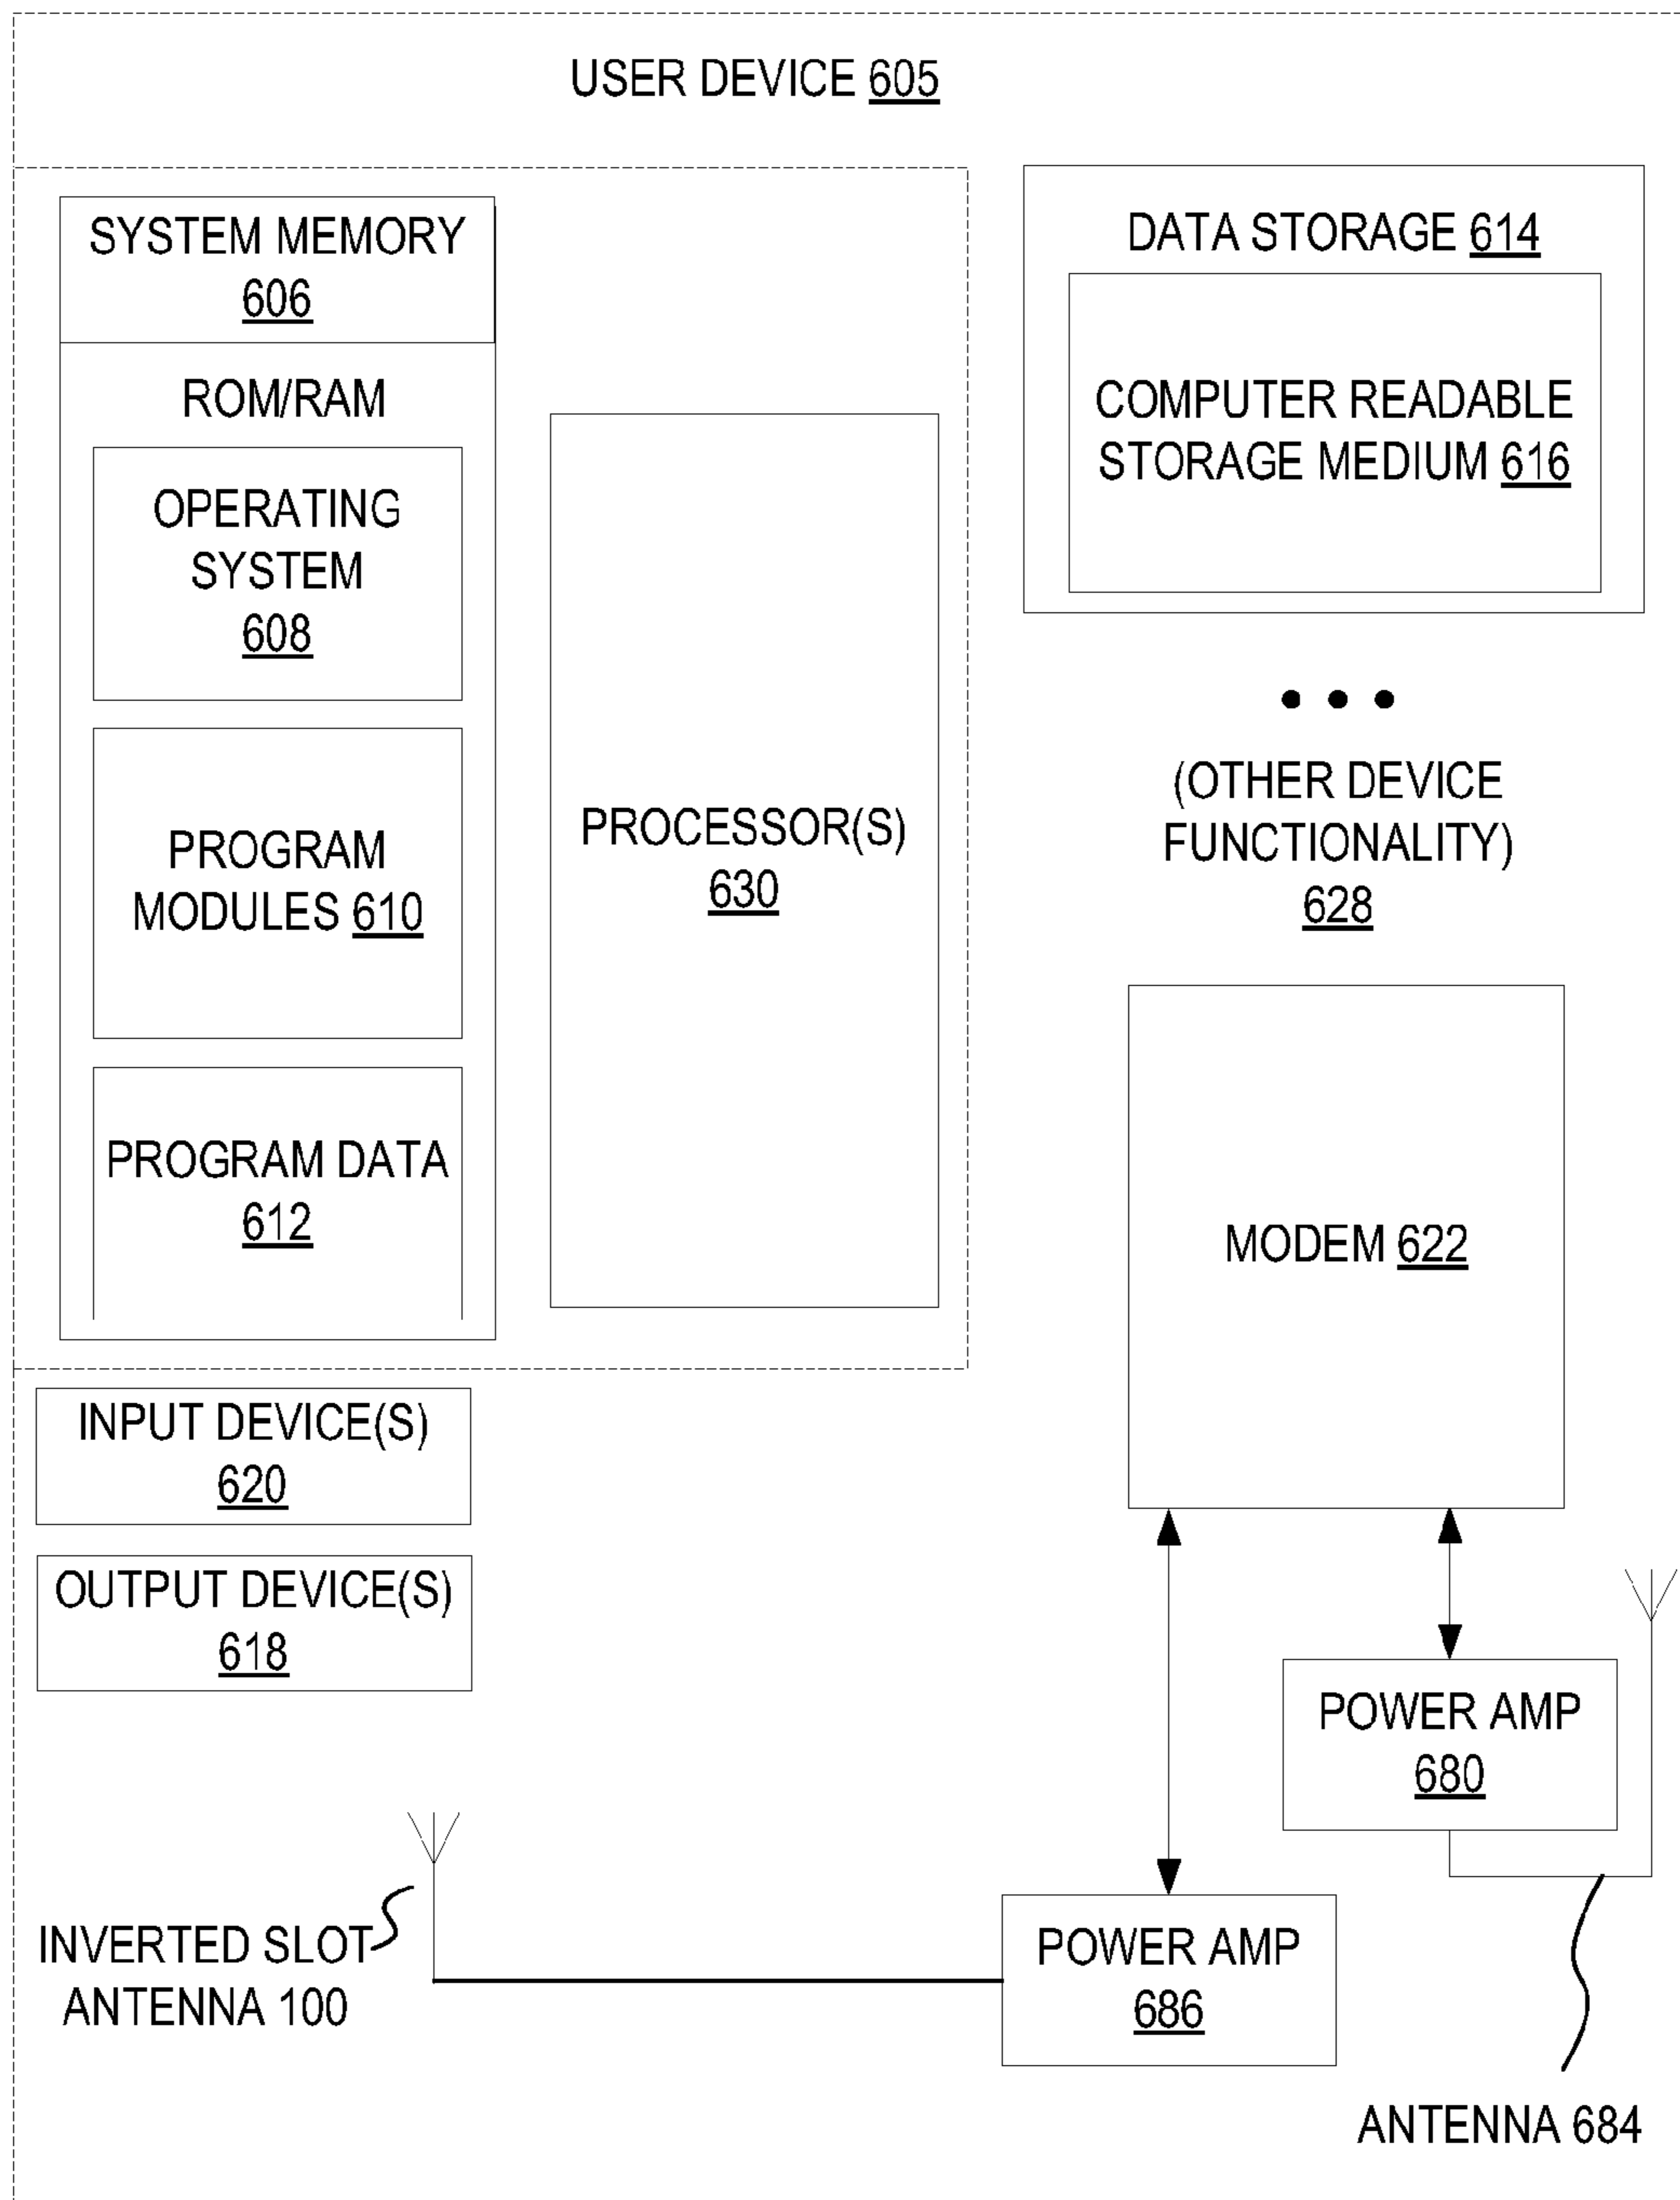 USER DEVICE 605
SYSTEM MEMORY
606
ROM/RAM
OPERATING
SYSTEM
608
PROGRAM
MODULES 610
PROGRAM DATA
612
PROCESSOR(S)
630
DATA STORAGE 614
COMPUTER READABLE
STORAGE MEDIUM 616
(OTHER DEVICE
FUNCTIONALITY)
628
MODEM 622
INPUT DEVICE(S)
620
OUTPUT DEVICE(S)
618
POWER AMP
680
INVERTED SLOT
ANTENNA 100
POWER AMP
686
ANTENNA 684